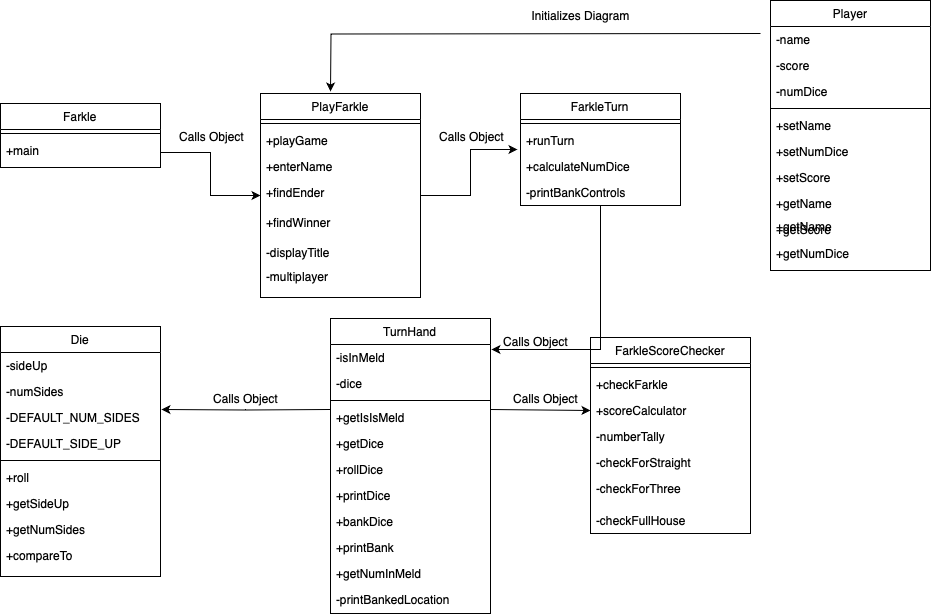 Initializes Diagram
Player
-name
-score
-numDice
+setName
+setNumDice
+setScore
+getName
+getName
+getScore
+getNumDice
Farkle
+main
Calls Object
PlayFarkle
+playGame
+enterName
+findEnder
+findWinner
-displayTitle
-multiplayer
Calls Object
FarkleTurn
+runTurn
+calculateNumDice
-printBankControls
Die
-sideUp
-numSides
-DEFAULT_NUM_SIDES
-DEFAULT_SIDE_UP
+roll
+getSideUp
+getNumSides
+compareTo
Calls Object
TurnHand
-isInMeld
-dice
+getIsIsMeld
+getDice
+rollDice
+printDice
+bankDice
+printBank
+getNumInMeld
-printBankedLocation
Calls Object
Calls Object
FarkleScoreChecker
+checkFarkle
+scoreCalculator
-numberTally
-checkForStraight
-checkForThree
-checkFullHouse